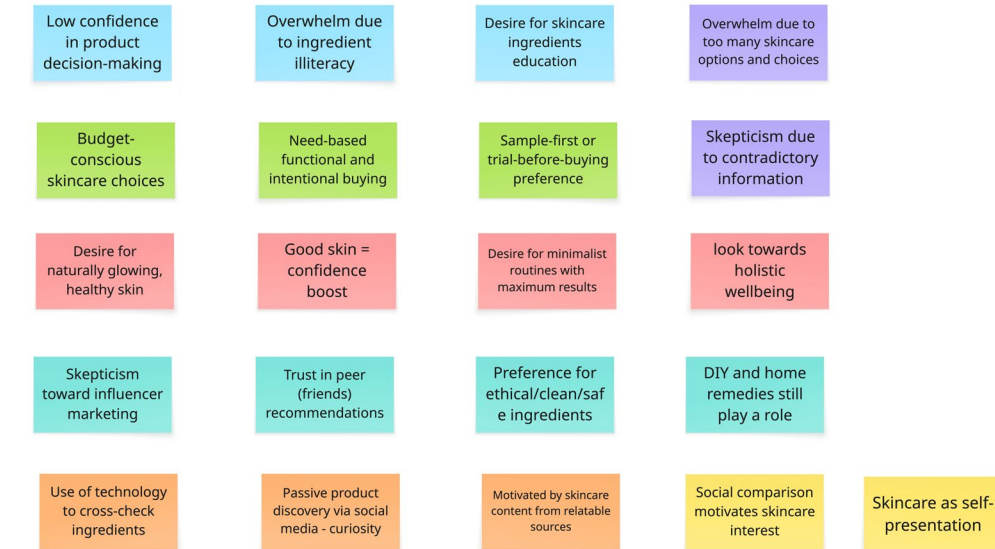 Low confidence
in product
decision-making
Overwhelm due
to ingredient
illiteracy
Desire for skincare
ingredients
education
Overwhelm due to
too many skincare
options and choices
Budget-
conscious
skincare choices
Need-based
functional and
intentional buying
Sample-first or
trial-before-buying
preference
Skepticism due
to contradictory
information
Desire for
naturally glowing,
healthy skin
Good skin =
confidence
boost
Desire for minimalist
routines with
maximum results
look towards
holistic
wellbeing
Skepticism
toward influencer
marketing
Trust in peer
(friends)
recommendations
Preference for
ethical/clean/saf
e ingredients
DIY and home
remedies still
play a role
Use of technology
to cross-check
ingredients
Passive product
discovery via social
media - curiosity
Motivated by skincare
content from relatable
sources
Social comparison
motivates skincare
interest
Skincare as self-
presentation